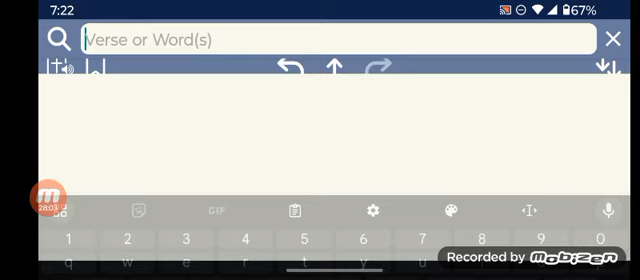 7:22 67%
Verse or Word(s)
28:03
GIF
1 2 3 4 5 6 7 8 9 0
q w e r t y u
Recorded by mobizen